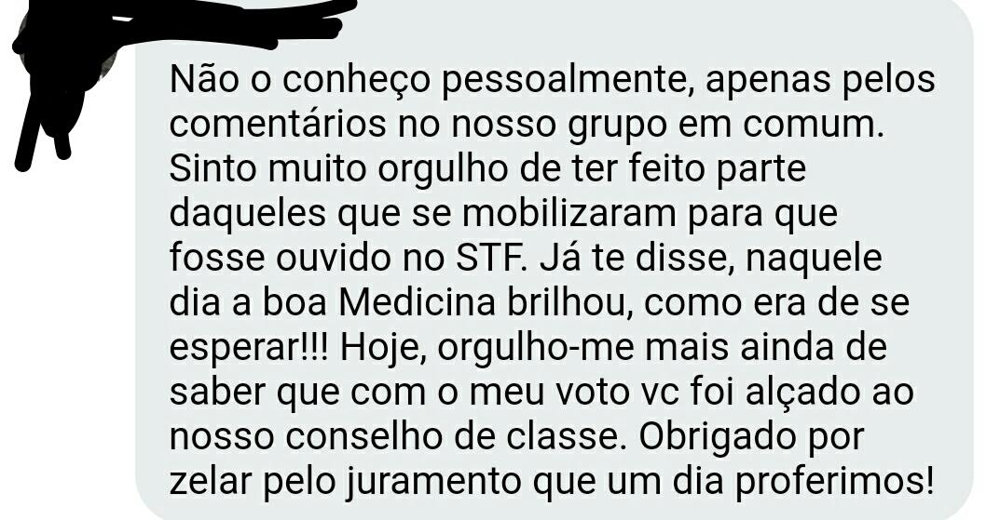 Não o conheço pessoalmente, apenas pelos
comentários no nosso grupo em comum.
Sinto muito orgulho de ter feito parte
daqueles que se mobilizaram para que
fosse ouvido no STF. Já te disse, naquele
dia a boa Medicina brilhou, como era de se
esperar!!! Hoje, orgulho-me mais ainda de
saber que com o meu voto vc foi alçado ao
nosso conselho de classe. Obrigado por
zelar pelo juramento que um dia proferimos!